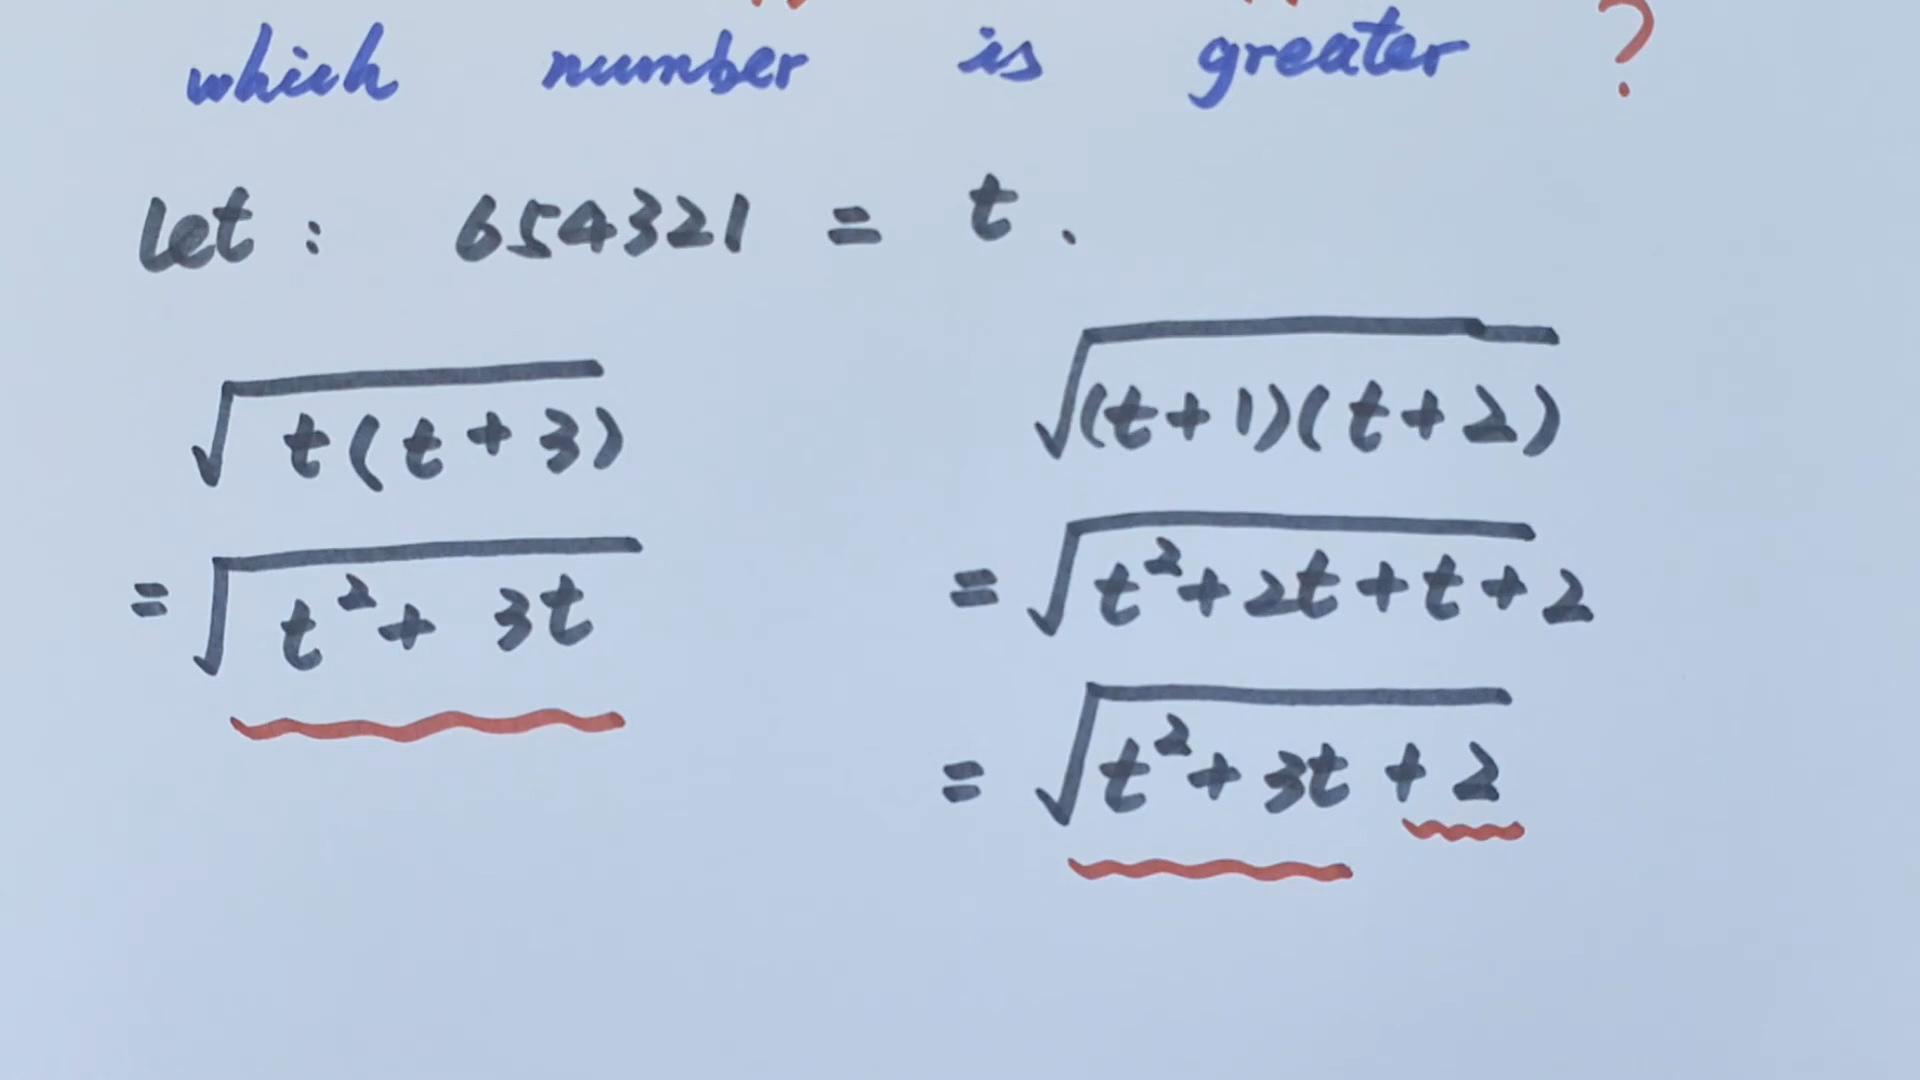 which number is greater ?
let : 654321 = t .
√t(t+3)
√(t+1)(t+2)
= √t²+ 3t
= √t²+2t+t+2
= √t²+3t +2